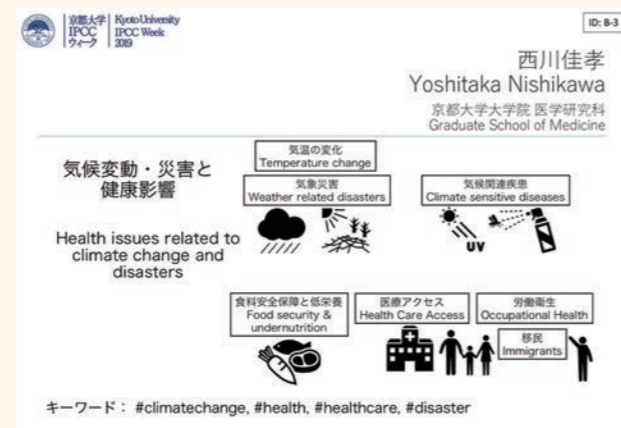 京都大学 Kyoto University
IPCC IPCC Week
ウィーク 2019
ID: B-3
西川佳孝
Yoshitaka Nishikawa
京都大学大学院 医学研究科
Graduate School of Medicine
気候変動・災害と
健康影響
Health issues related to
climate change and
disasters
気温の変化
Temperature change
気象災害
Weather related disasters
気候関連疾患
Climate sensitive diseases
UV
食料安全保障と低栄養
Food security &
undernutrition
医療アクセス
Health Care Access
労働衛生
Occupational Health
移民
Immigrants
キーワード： #climatechange, #health, #healthcare, #disaster